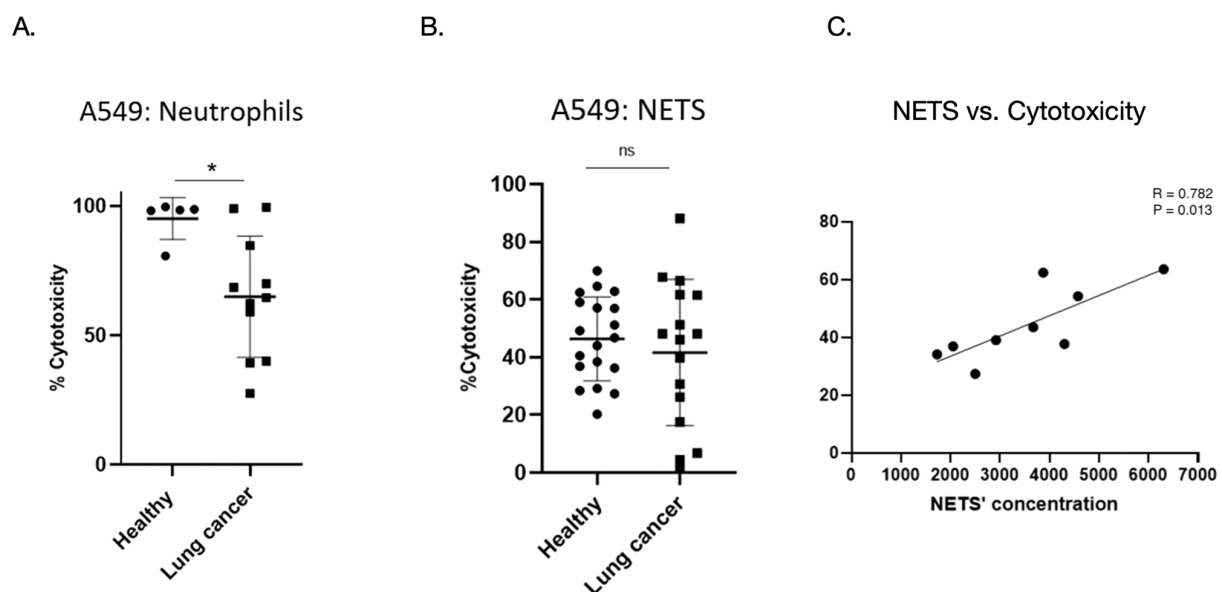 A.
A549: Neutrophils
*
100
50
0
% Cytotoxicity
Healthy
Lung cancer
B.
A549: NETS
ns
100
80
60
40
20
0
%Cytotoxicity
Healthy
Lung cancer
C.
NETS vs. Cytotoxicity
R = 0.782
P = 0.013
80
60
40
20
0
0 1000 2000 3000 4000 5000 6000 7000
NETS' concentration